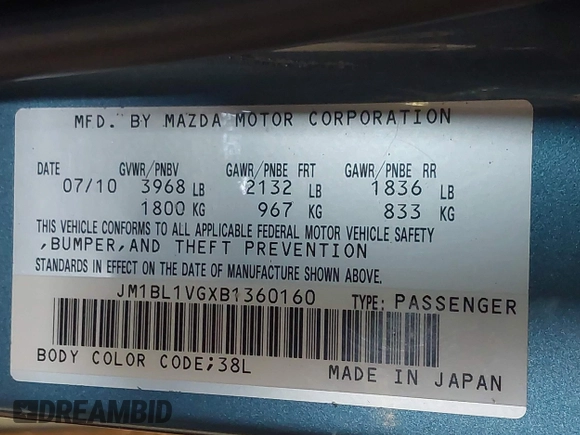 MFD. BY MAZDA MOTOR CORPORATION
DATE GVWR/PNBV GAWR/PNBE FRT GAWR/PNBE RR
07/10 3968 LB 2132 LB 1836 LB
1800 KG 967 KG 833 KG
THIS VEHICLE CONFORMS TO ALL APPLICABLE FEDERAL MOTOR VEHICLE SAFETY
,BUMPER,AND THEFT PREVENTION
STANDARDS IN EFFECT ON THE DATE OF MANUFACTURE SHOWN ABOVE.
JM1BL1VGXB1360160 TYPE: PASSENGER
BODY COLOR CODE;38L MADE IN JAPAN
DREAMBID